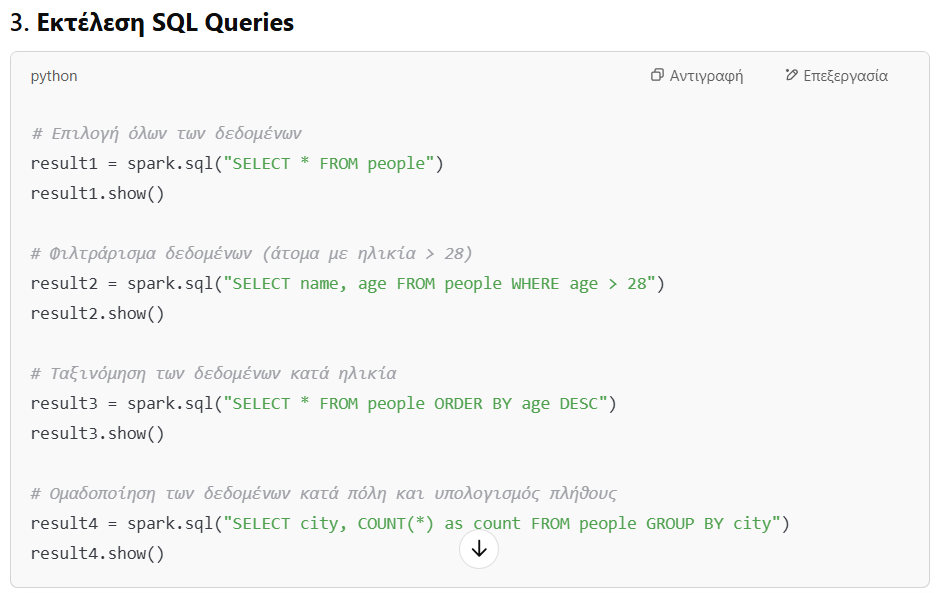 3. Εκτέλεση SQL Queries
python
Αντιγραφή
Επεξεργασία
# Επιλογή όλων των δεδομένων
result1 = spark.sql("SELECT * FROM people")
result1.show()
# Φιλτράρισμα δεδομένων (άτομα με ηλικία > 28)
result2 = spark.sql("SELECT name, age FROM people WHERE age > 28")
result2.show()
# Ταξινόμηση των δεδομένων κατά ηλικία
result3 = spark.sql("SELECT * FROM people ORDER BY age DESC")
result3.show()
# Ομαδοποίηση των δεδομένων κατά πόλη και υπολογισμός πλήθους
result4 = spark.sql("SELECT city, COUNT(*) as count FROM people GROUP BY city")
result4.show()